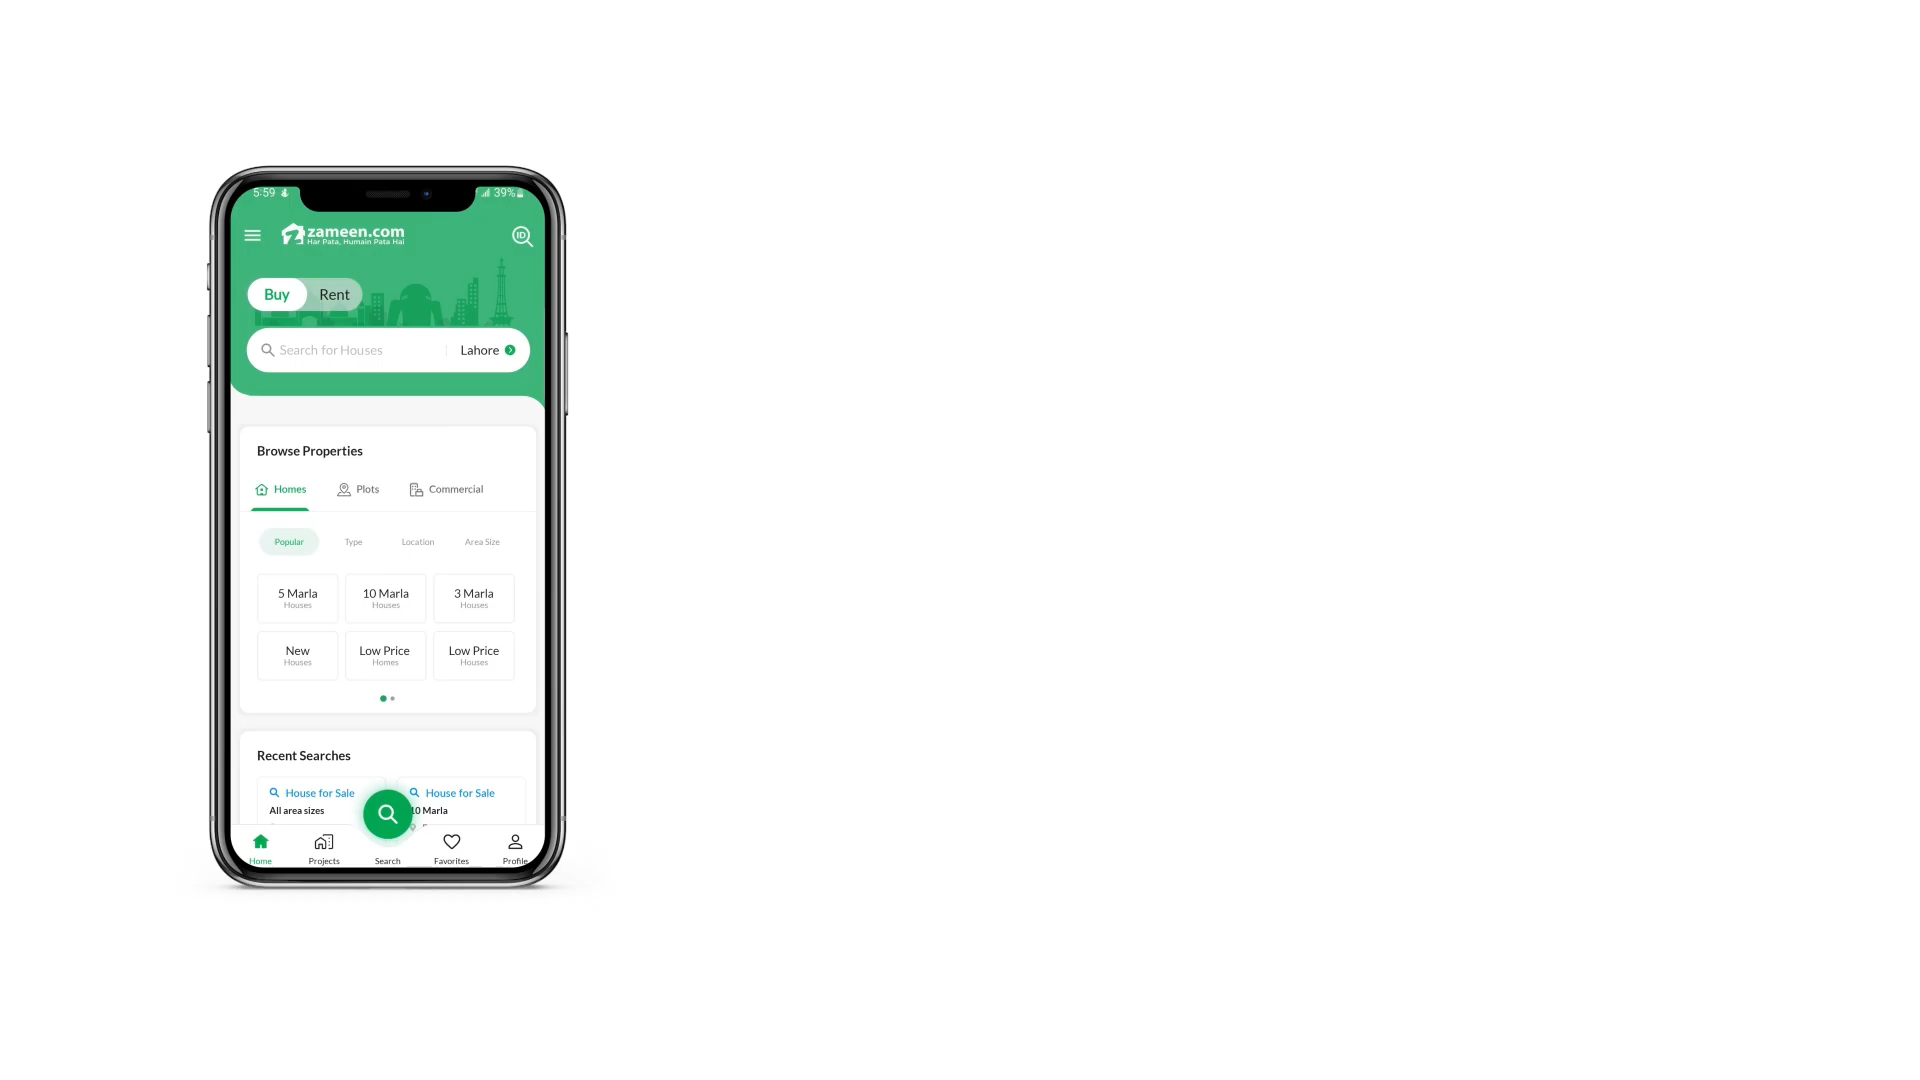 5:59 39%
zameen.com
Har Pata, Humain Pata Hai
ID
Buy Rent
Search for Houses Lahore
Browse Properties
Homes Plots Commercial
Popular Type Location Area Size
5 Marla 10 Marla 3 Marla
Houses Houses Houses
New Low Price Low Price
Houses Homes Houses
Recent Searches
House for Sale House for Sale
All area sizes 10 Marla
Home Projects Search Favorites Profile